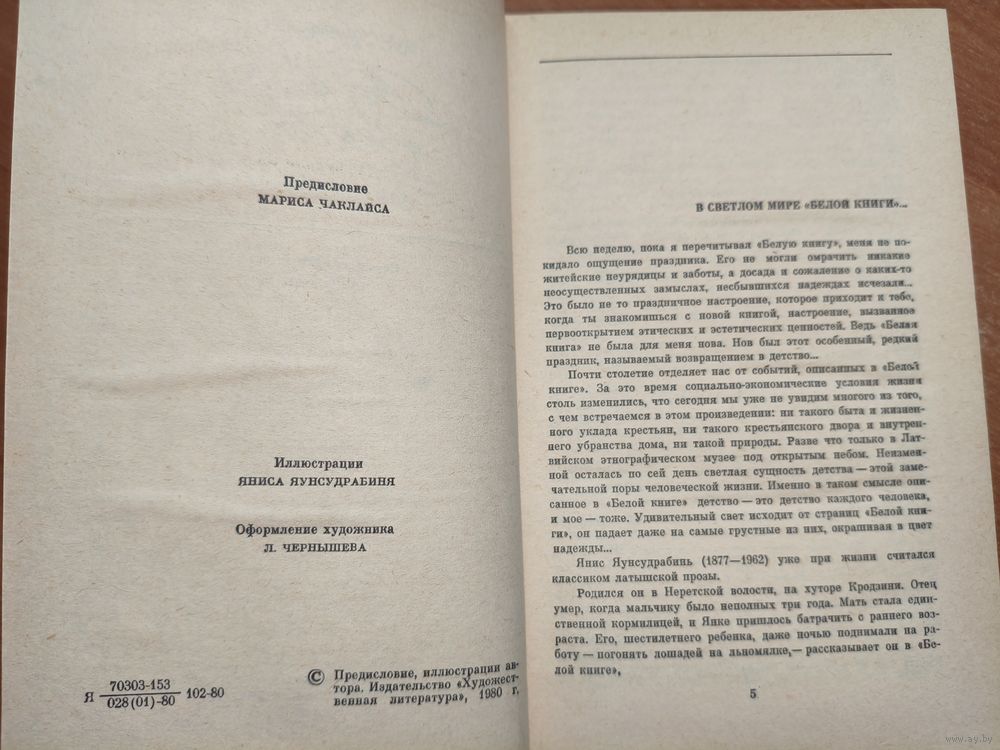 Предисловие
МАРИСА ЧАКЛАЙСА
Иллюстрации
ЯНИСА ЯУНСУДРАБИНЯ
Оформление художника
Л. ЧЕРНЫШЕВА
Я 70303-153
028(01)-80 102-80
© Предисловие, иллюстрации ав-
тора. Издательство «Художест-
венная литература», 1980 г.
В СВЕТЛОМ МИРЕ «БЕЛОЙ КНИГИ»...
Всю неделю, пока я перечитывал «Белую книгу», меня не по-
кидало ощущение праздника. Его не могли омрачить никакие
житейские неурядицы и заботы, а досада и сожаление о каких-то
неосуществленных замыслах, несбывшихся надеждах исчезали...
Это было не то праздничное настроение, которое приходит к тебе,
когда ты знакомишься с новой книгой, настроение, вызванное
первооткрытием этических и эстетических ценностей. Ведь «Белая
книга» не была для меня нова. Нов был этот особенный, редкий
праздник, называемый возвращением в детство...
Почти столетие отделяет нас от событий, описанных в «Белой
книге». За это время социально-экономические условия жизни
столь изменились, что сегодня мы уже не увидим многого из того,
с чем встречаемся в этом произведении: ни такого быта и жизнен-
ного уклада крестьян, ни такого крестьянского двора и внутрен-
него убранства дома, ни такой природы. Разве что только в Лат-
вийском этнографическом музее под открытым небом. Неизмен-
ной осталась по сей день светлая сущность детства — этой заме-
чательной поры человеческой жизни. Именно в таком смысле опи-
санное в «Белой книге» детство — это детство каждого человека,
и мое — тоже. Удивительный свет исходит от страниц «Белой кни-
ги», он падает даже на самые грустные из них, окрашивая в цвет
надежды...
Янис Яунсудрабинь (1877—1962) уже при жизни считался
классиком латышской прозы.
Родился он в Неретской волости, на хуторе Кродзини. Отец
умер, когда мальчику было неполных три года. Мать стала един-
ственной кормилицей, и Янке пришлось батрачить с раннего воз-
раста. Его, шестилетнего ребенка, даже ночью поднимали на ра-
боту — погонять лошадей на льномялке,— рассказывает он в «Бе-
лой книге»,
5
www.ay.by